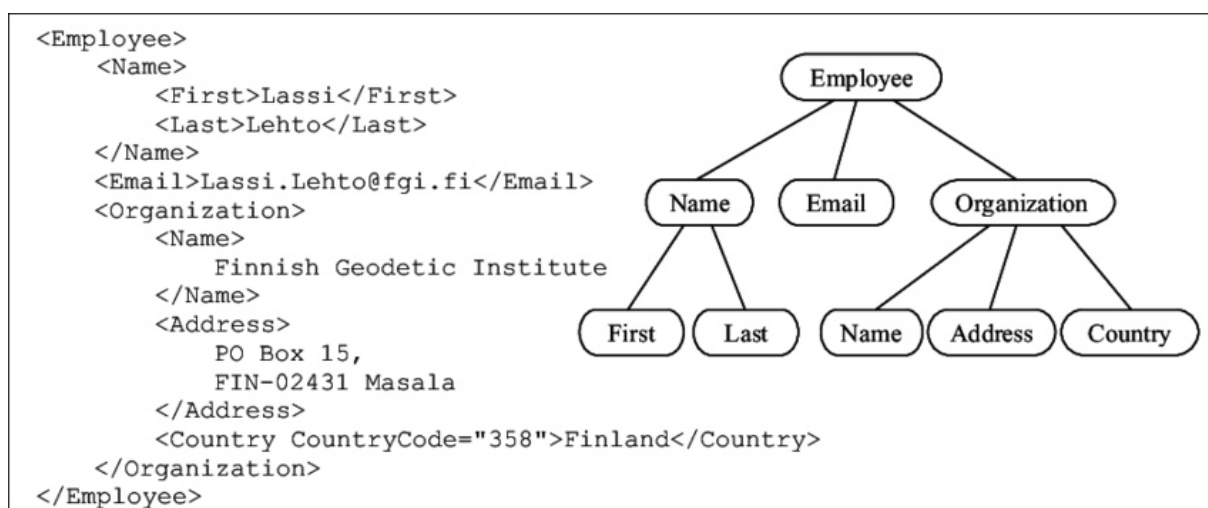 <Employee>
<Name>
<First>Lassi</First>
<Last>Lehto</Last>
</Name>
<Email>Lassi.Lehto@fgi.fi</Email>
<Organization>
<Name>
Finnish Geodetic Institute
</Name>
<Address>
PO Box 15,
FIN-02431 Masala
</Address>
<Country CountryCode="358">Finland</Country>
</Organization>
</Employee>
Employee
Name Email Organization
First Last Name Address Country